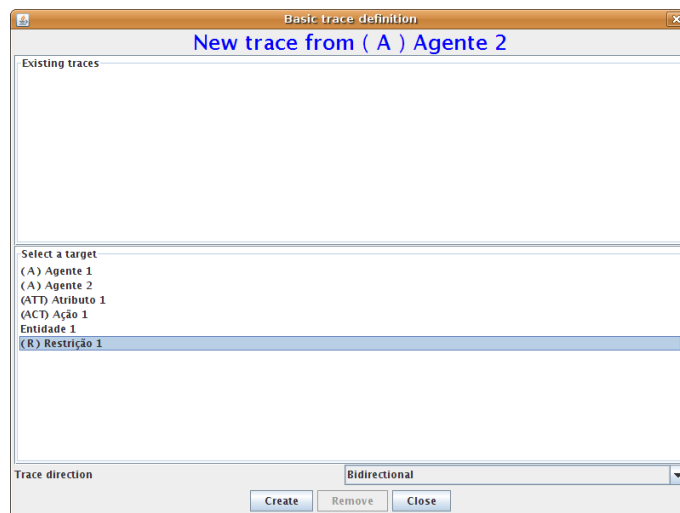 Basic trace definition
New trace from ( A ) Agente 2
Existing traces
Select a target
( A ) Agente 1
( A ) Agente 2
(ATT) Atributo 1
(ACT) Ação 1
Entidade 1
( R ) Restrição 1
Trace direction Bidirectional
Create Remove Close